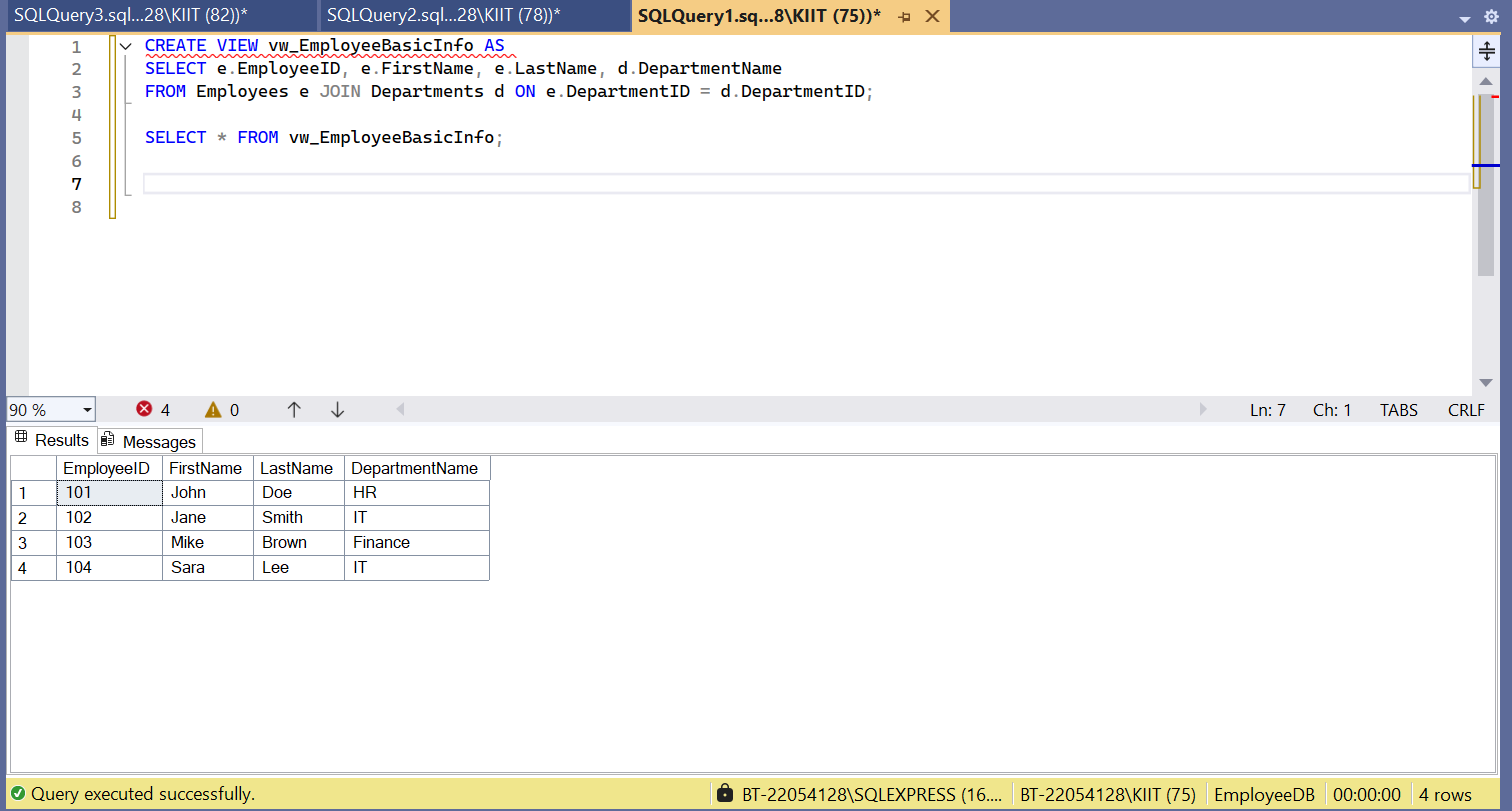 SQLQuery3.sql...28\KIIT (82))* SQLQuery2.sql...28\KIIT (78))* SQLQuery1.sq...8\KIIT (75))*
1 CREATE VIEW vw_EmployeeBasicInfo AS
2 SELECT e.EmployeeID, e.FirstName, e.LastName, d.DepartmentName
3 FROM Employees e JOIN Departments d ON e.DepartmentID = d.DepartmentID;
4
5 SELECT * FROM vw_EmployeeBasicInfo;
6
7
8
90 % 4 0 Ln: 7 Ch: 1 TABS CRLF
Results Messages
EmployeeID FirstName LastName DepartmentName
1 101 John Doe HR
2 102 Jane Smith IT
3 103 Mike Brown Finance
4 104 Sara Lee IT
Query executed successfully. BT-22054128\SQLEXPRESS (16.... BT-22054128\KIIT (75) EmployeeDB 00:00:00 4 rows